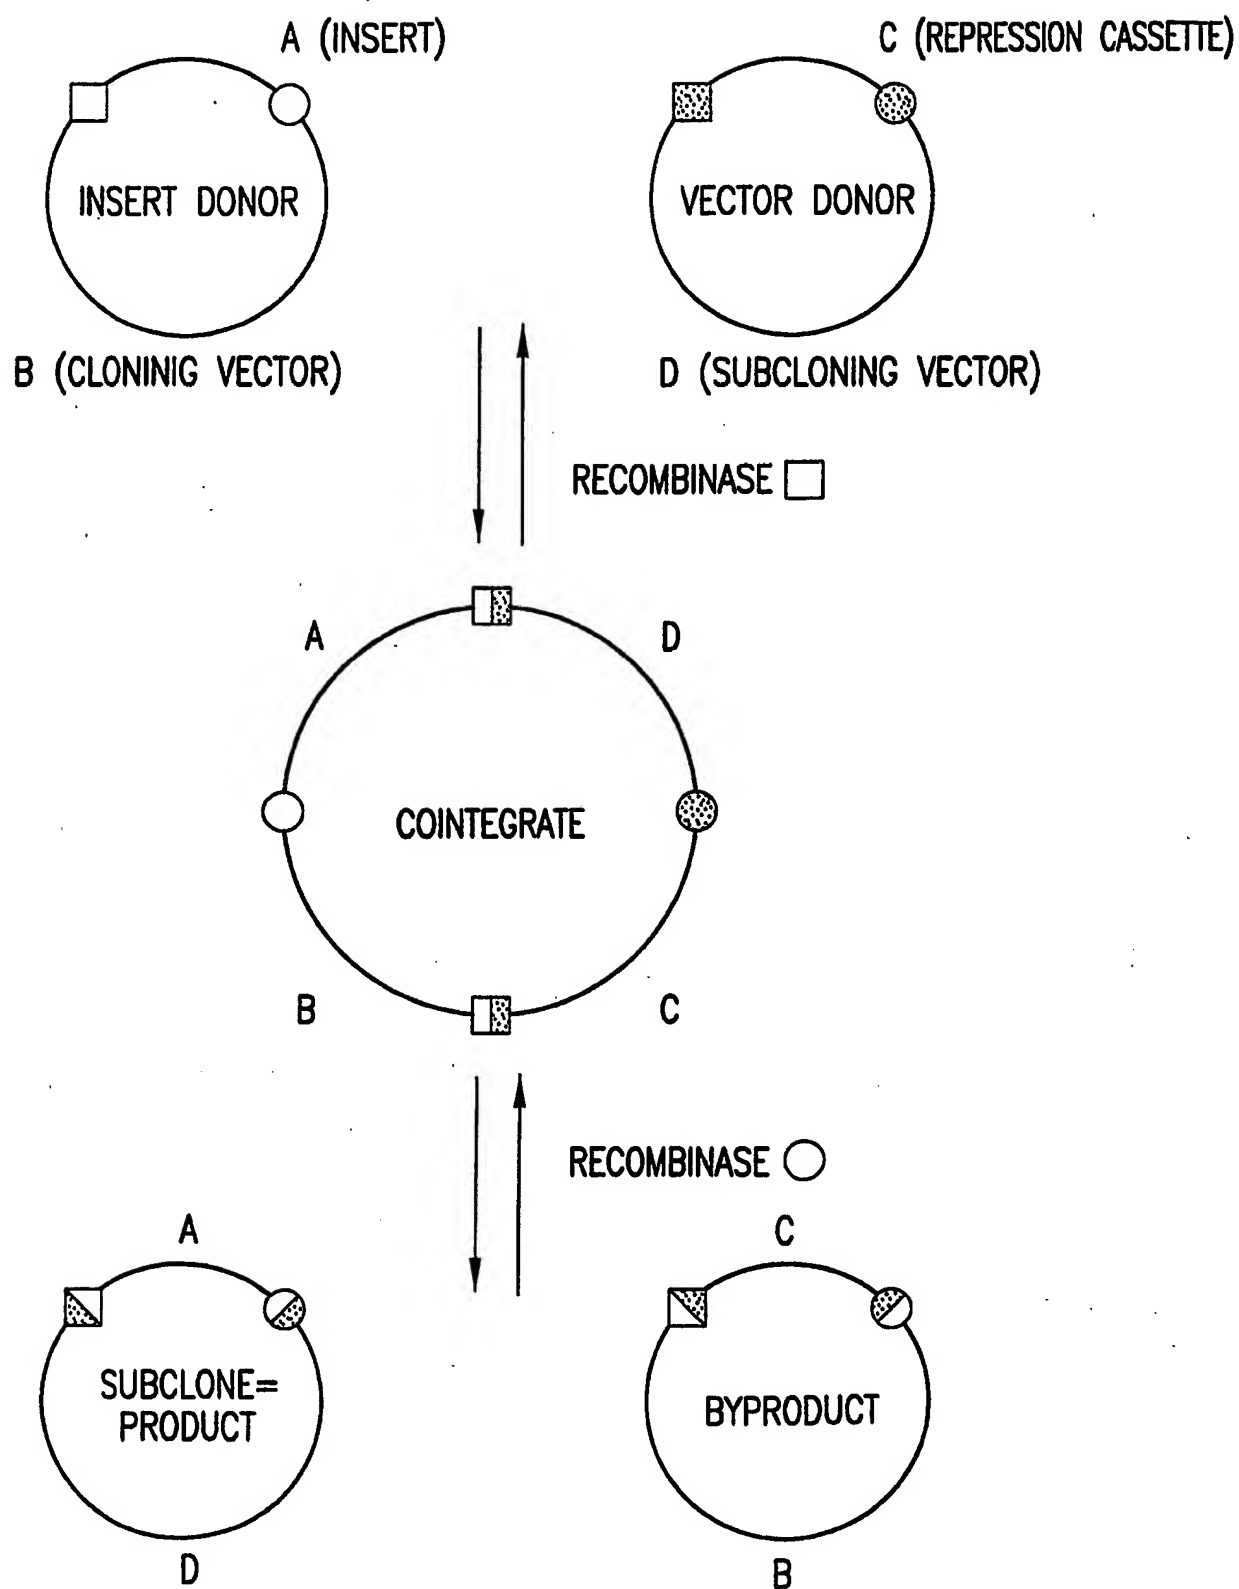 A (INSERT)
C (REPRESSION CASSETTE)
INSERT DONOR
VECTOR DONOR
B (CLONINIG VECTOR)
D (SUBCLONING VECTOR)
RECOMBINASE
A
D
COINTEGRATE
B
C
RECOMBINASE
A
C
SUBCLONE=
PRODUCT
BYPRODUCT
D
B